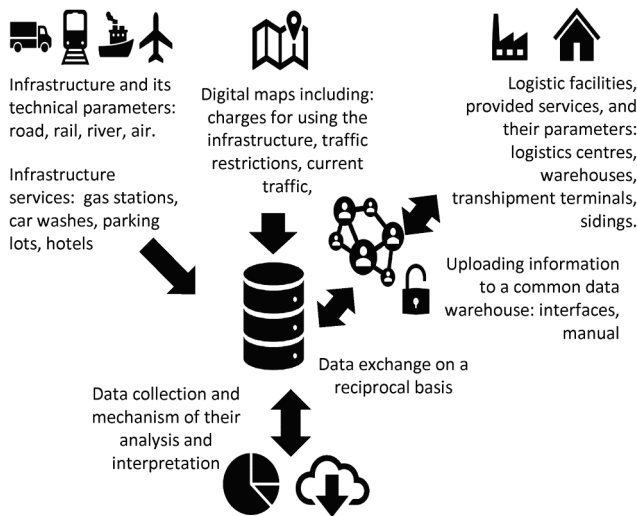 Infrastructure and its
technical parameters:
road, rail, river, air.
Infrastructure
services:  gas stations,
car washes, parking
lots, hotels
Digital maps including:
charges for using the
infrastructure, traffic
restrictions, current
traffic,
Logistic facilities,
provided services, and
their parameters:
logistics centres,
warehouses,
transhipment terminals,
sidings.
Uploading information
to a common data
warehouse: interfaces,
manual
Data exchange on a
reciprocal basis
Data collection and
mechanism of their
analysis and
interpretation